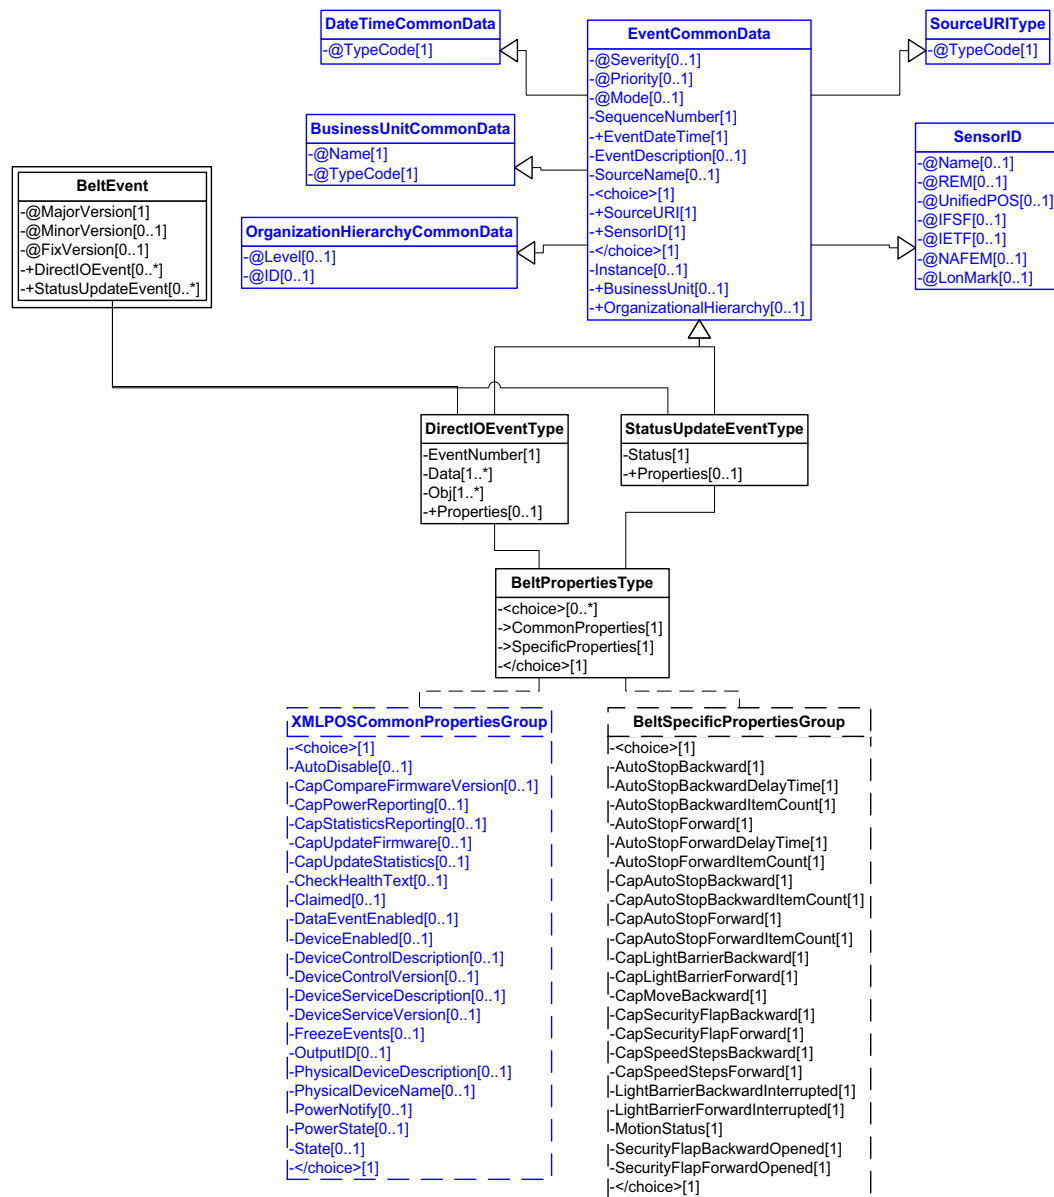 DateTimeCommonData
-@TypeCode[1]
EventCommonData
-@Severity[0..1]
-@Priority[0..1]
-@Mode[0..1]
-SequenceNumber[1]
-+EventDateTime[1]
-EventDescription[0..1]
-SourceName[0..1]
-<choice>[1]
-+SourceURI[1]
-+SensorID[1]
-</choice>[1]
-Instance[0..1]
-+BusinessUnit[0..1]
-+OrganizationalHierarchy[0..1]
SourceURIType
-@TypeCode[1]
BusinessUnitCommonData
-@Name[1]
-@TypeCode[1]
SensorID
-@Name[0..1]
-@REM[0..1]
-@UnifiedPOS[0..1]
-@IFSF[0..1]
-@IETF[0..1]
-@NAFEM[0..1]
-@LonMark[0..1]
BeltEvent
-@MajorVersion[1]
-@MinorVersion[0..1]
-@FixVersion[0..1]
-+DirectIOEvent[0..*]
-+StatusUpdateEvent[0..*]
OrganizationHierarchyCommonData
-@Level[0..1]
-@ID[0..1]
DirectIOEventType
-EventNumber[1]
-Data[1..*]
-Obj[1..*]
-+Properties[0..1]
StatusUpdateEventType
-Status[1]
-+Properties[0..1]
BeltPropertiesType
-<choice>[0..*]
->CommonProperties[1]
->SpecificProperties[1]
-</choice>[1]
XMLPOSCommonPropertiesGroup
-<choice>[1]
-AutoDisable[0..1]
-CapCompareFirmwareVersion[0..1]
-CapPowerReporting[0..1]
-CapStatisticsReporting[0..1]
-CapUpdateFirmware[0..1]
-CapUpdateStatistics[0..1]
-CheckHealthText[0..1]
-Claimed[0..1]
-DataEventEnabled[0..1]
-DeviceEnabled[0..1]
-DeviceControlDescription[0..1]
-DeviceControlVersion[0..1]
-DeviceServiceDescription[0..1]
-DeviceServiceVersion[0..1]
-FreezeEvents[0..1]
-OutputID[0..1]
-PhysicalDeviceDescription[0..1]
-PhysicalDeviceName[0..1]
-PowerNotify[0..1]
-PowerState[0..1]
-State[0..1]
-</choice>[1]
BeltSpecificPropertiesGroup
-<choice>[1]
-AutoStopBackward[1]
-AutoStopBackwardDelayTime[1]
-AutoStopBackwardItemCount[1]
-AutoStopForward[1]
-AutoStopForwardDelayTime[1]
-AutoStopForwardItemCount[1]
-CapAutoStopBackward[1]
-CapAutoStopBackwardItemCount[1]
-CapAutoStopForward[1]
-CapAutoStopForwardItemCount[1]
-CapLightBarrierBackward[1]
-CapLightBarrierForward[1]
-CapMoveBackward[1]
-CapSecurityFlapBackward[1]
-CapSecurityFlapForward[1]
-CapSpeedStepsBackward[1]
-CapSpeedStepsForward[1]
-LightBarrierBackwardInterrupted[1]
-LightBarrierForwardInterrupted[1]
-MotionStatus[1]
-SecurityFlapBackwardOpened[1]
-SecurityFlapForwardOpened[1]
-</choice>[1]